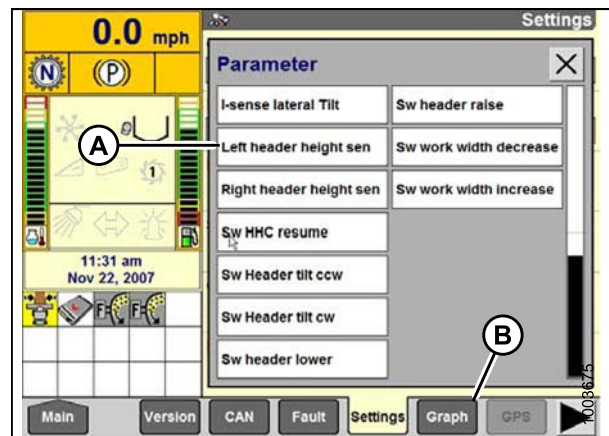 0.0 mph
Settings
N
(P)
Parameter
I-sense lateral Tilt
Sw header raise
A
Left header height sen
Sw work width decrease
1
Right header height sen
Sw work width increase
Sw HHC resume
11:31 am
Nov 22, 2007
Sw Header tilt ccw
F
F
Sw Header tilt cw
B
Sw header lower
Main
Version
CAN
Fault
Settings
Graph
GPS
1003675